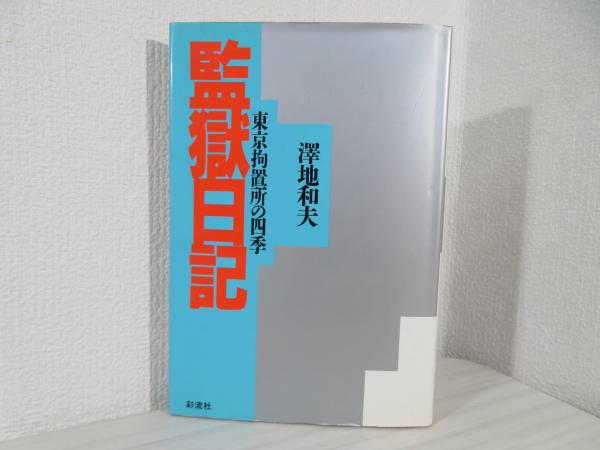 監獄日記
東京拘置所の四季
澤地和夫
彩流社